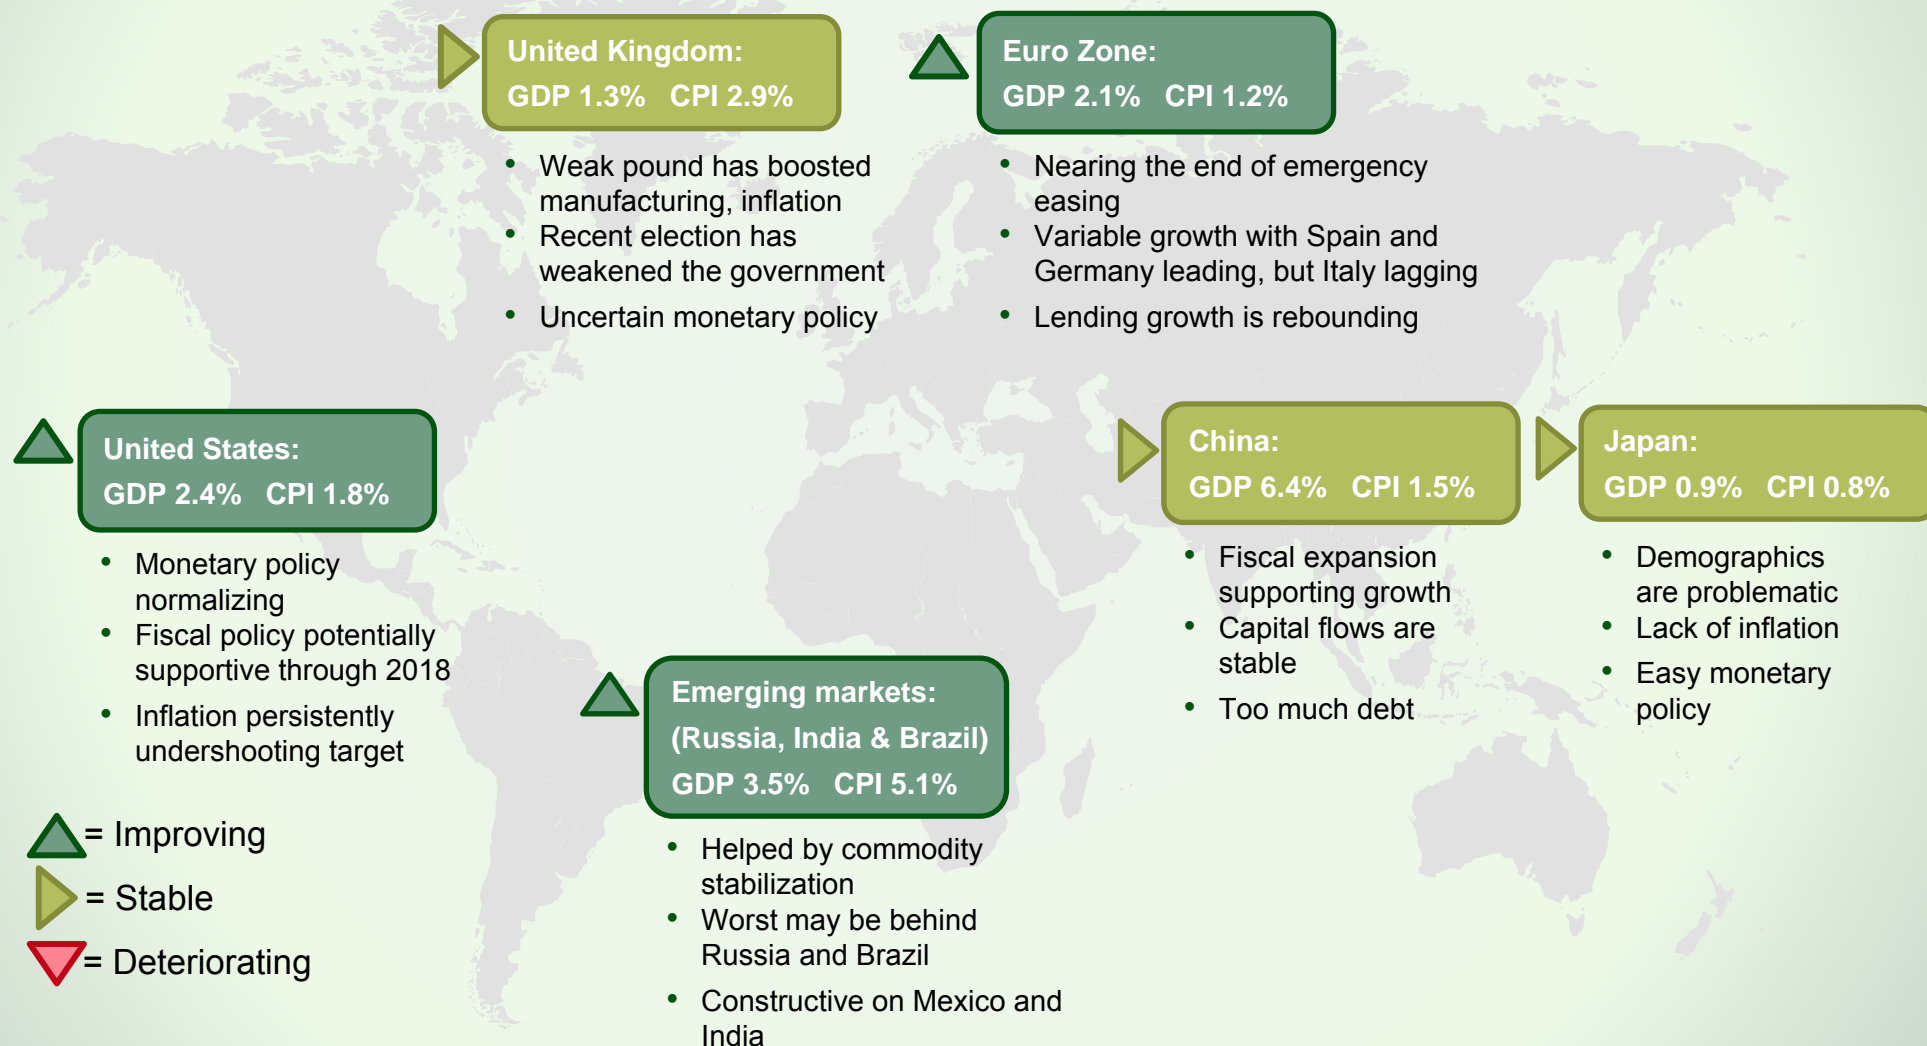 United Kingdom:
GDP 1.3%   CPI 2.9%
• Weak pound has boosted
manufacturing, inflation
• Recent election has
weakened the government
• Uncertain monetary policy
Euro Zone:
GDP 2.1%   CPI 1.2%
• Nearing the end of emergency
easing
• Variable growth with Spain and
Germany leading, but Italy lagging
• Lending growth is rebounding
United States:
GDP 2.4%   CPI 1.8%
• Monetary policy
normalizing
• Fiscal policy potentially
supportive through 2018
• Inflation persistently
undershooting target
China:
GDP 6.4%   CPI 1.5%
• Fiscal expansion
supporting growth
• Capital flows are
stable
• Too much debt
Japan:
GDP 0.9%   CPI 0.8%
• Demographics
are problematic
• Lack of inflation
• Easy monetary
policy
Emerging markets:
(Russia, India & Brazil)
GDP 3.5%   CPI 5.1%
• Helped by commodity
stabilization
• Worst may be behind
Russia and Brazil
• Constructive on Mexico and
India
= Improving
= Stable
= Deteriorating